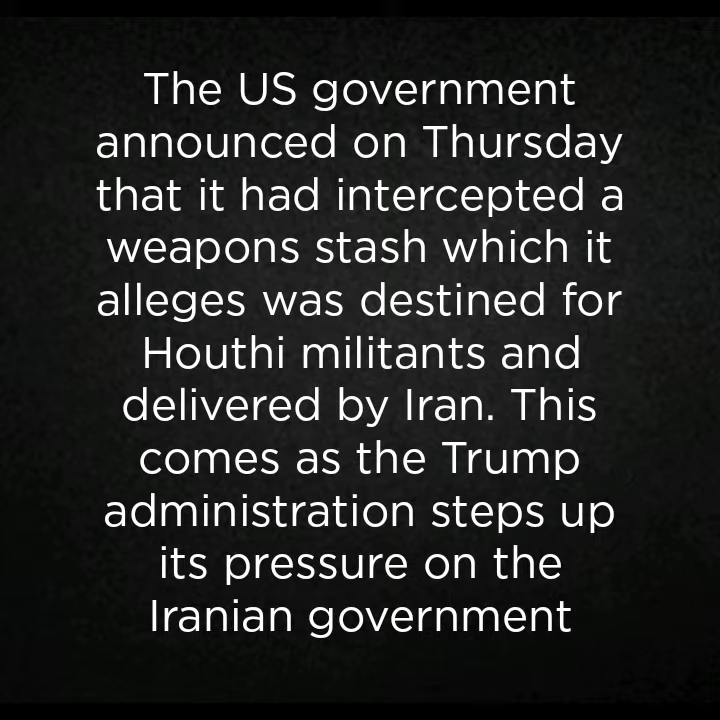 The US government
announced on Thursday
that it had intercepted a
weapons stash which it
alleges was destined for
Houthi militants and
delivered by Iran. This
comes as the Trump
administration steps up
its pressure on the
Iranian government